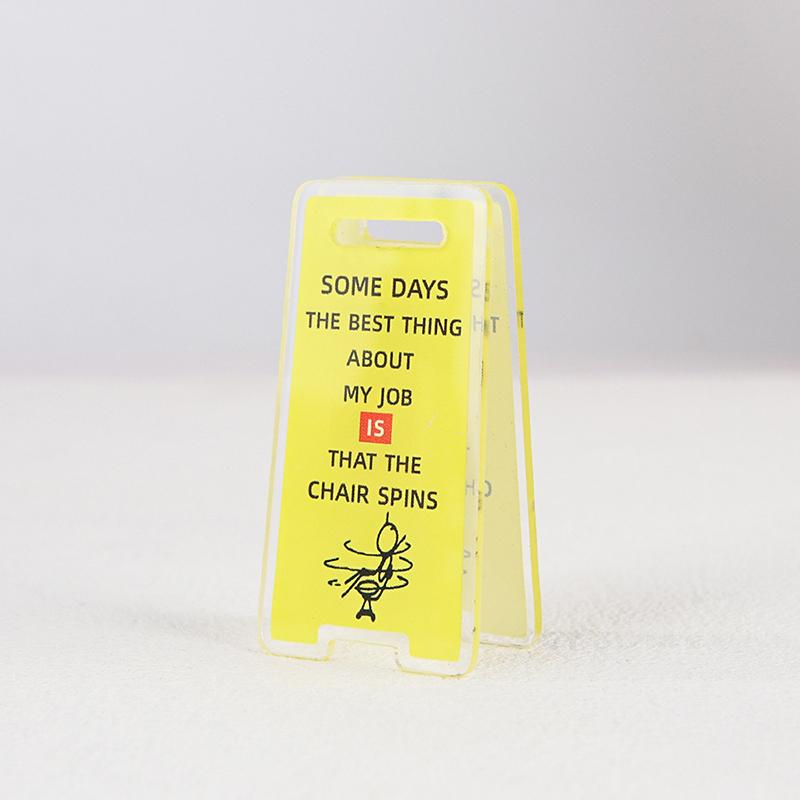 SOME DAYS
THE BEST THING
ABOUT
MY JOB
IS
THAT THE
CHAIR SPINS